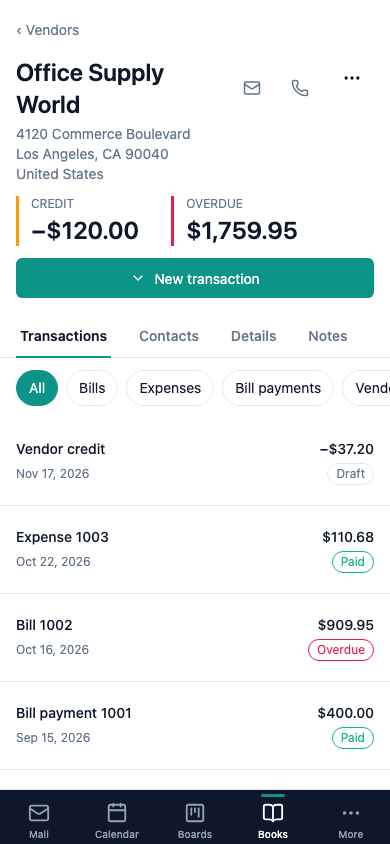 ‹ Vendors
Office Supply
World
4120 Commerce Boulevard
Los Angeles, CA 90040
United States
CREDIT
–$120.00
OVERDUE
$1,759.95
New transaction
Transactions
Contacts
Details
Notes
All
Bills
Expenses
Bill payments
Vend
Vendor credit
–$37.20
Nov 17, 2026
Draft
Expense 1003
$110.68
Oct 22, 2026
Paid
Bill 1002
$909.95
Oct 16, 2026
Overdue
Bill payment 1001
$400.00
Sep 15, 2026
Paid
Mail
Calendar
Boards
Books
More